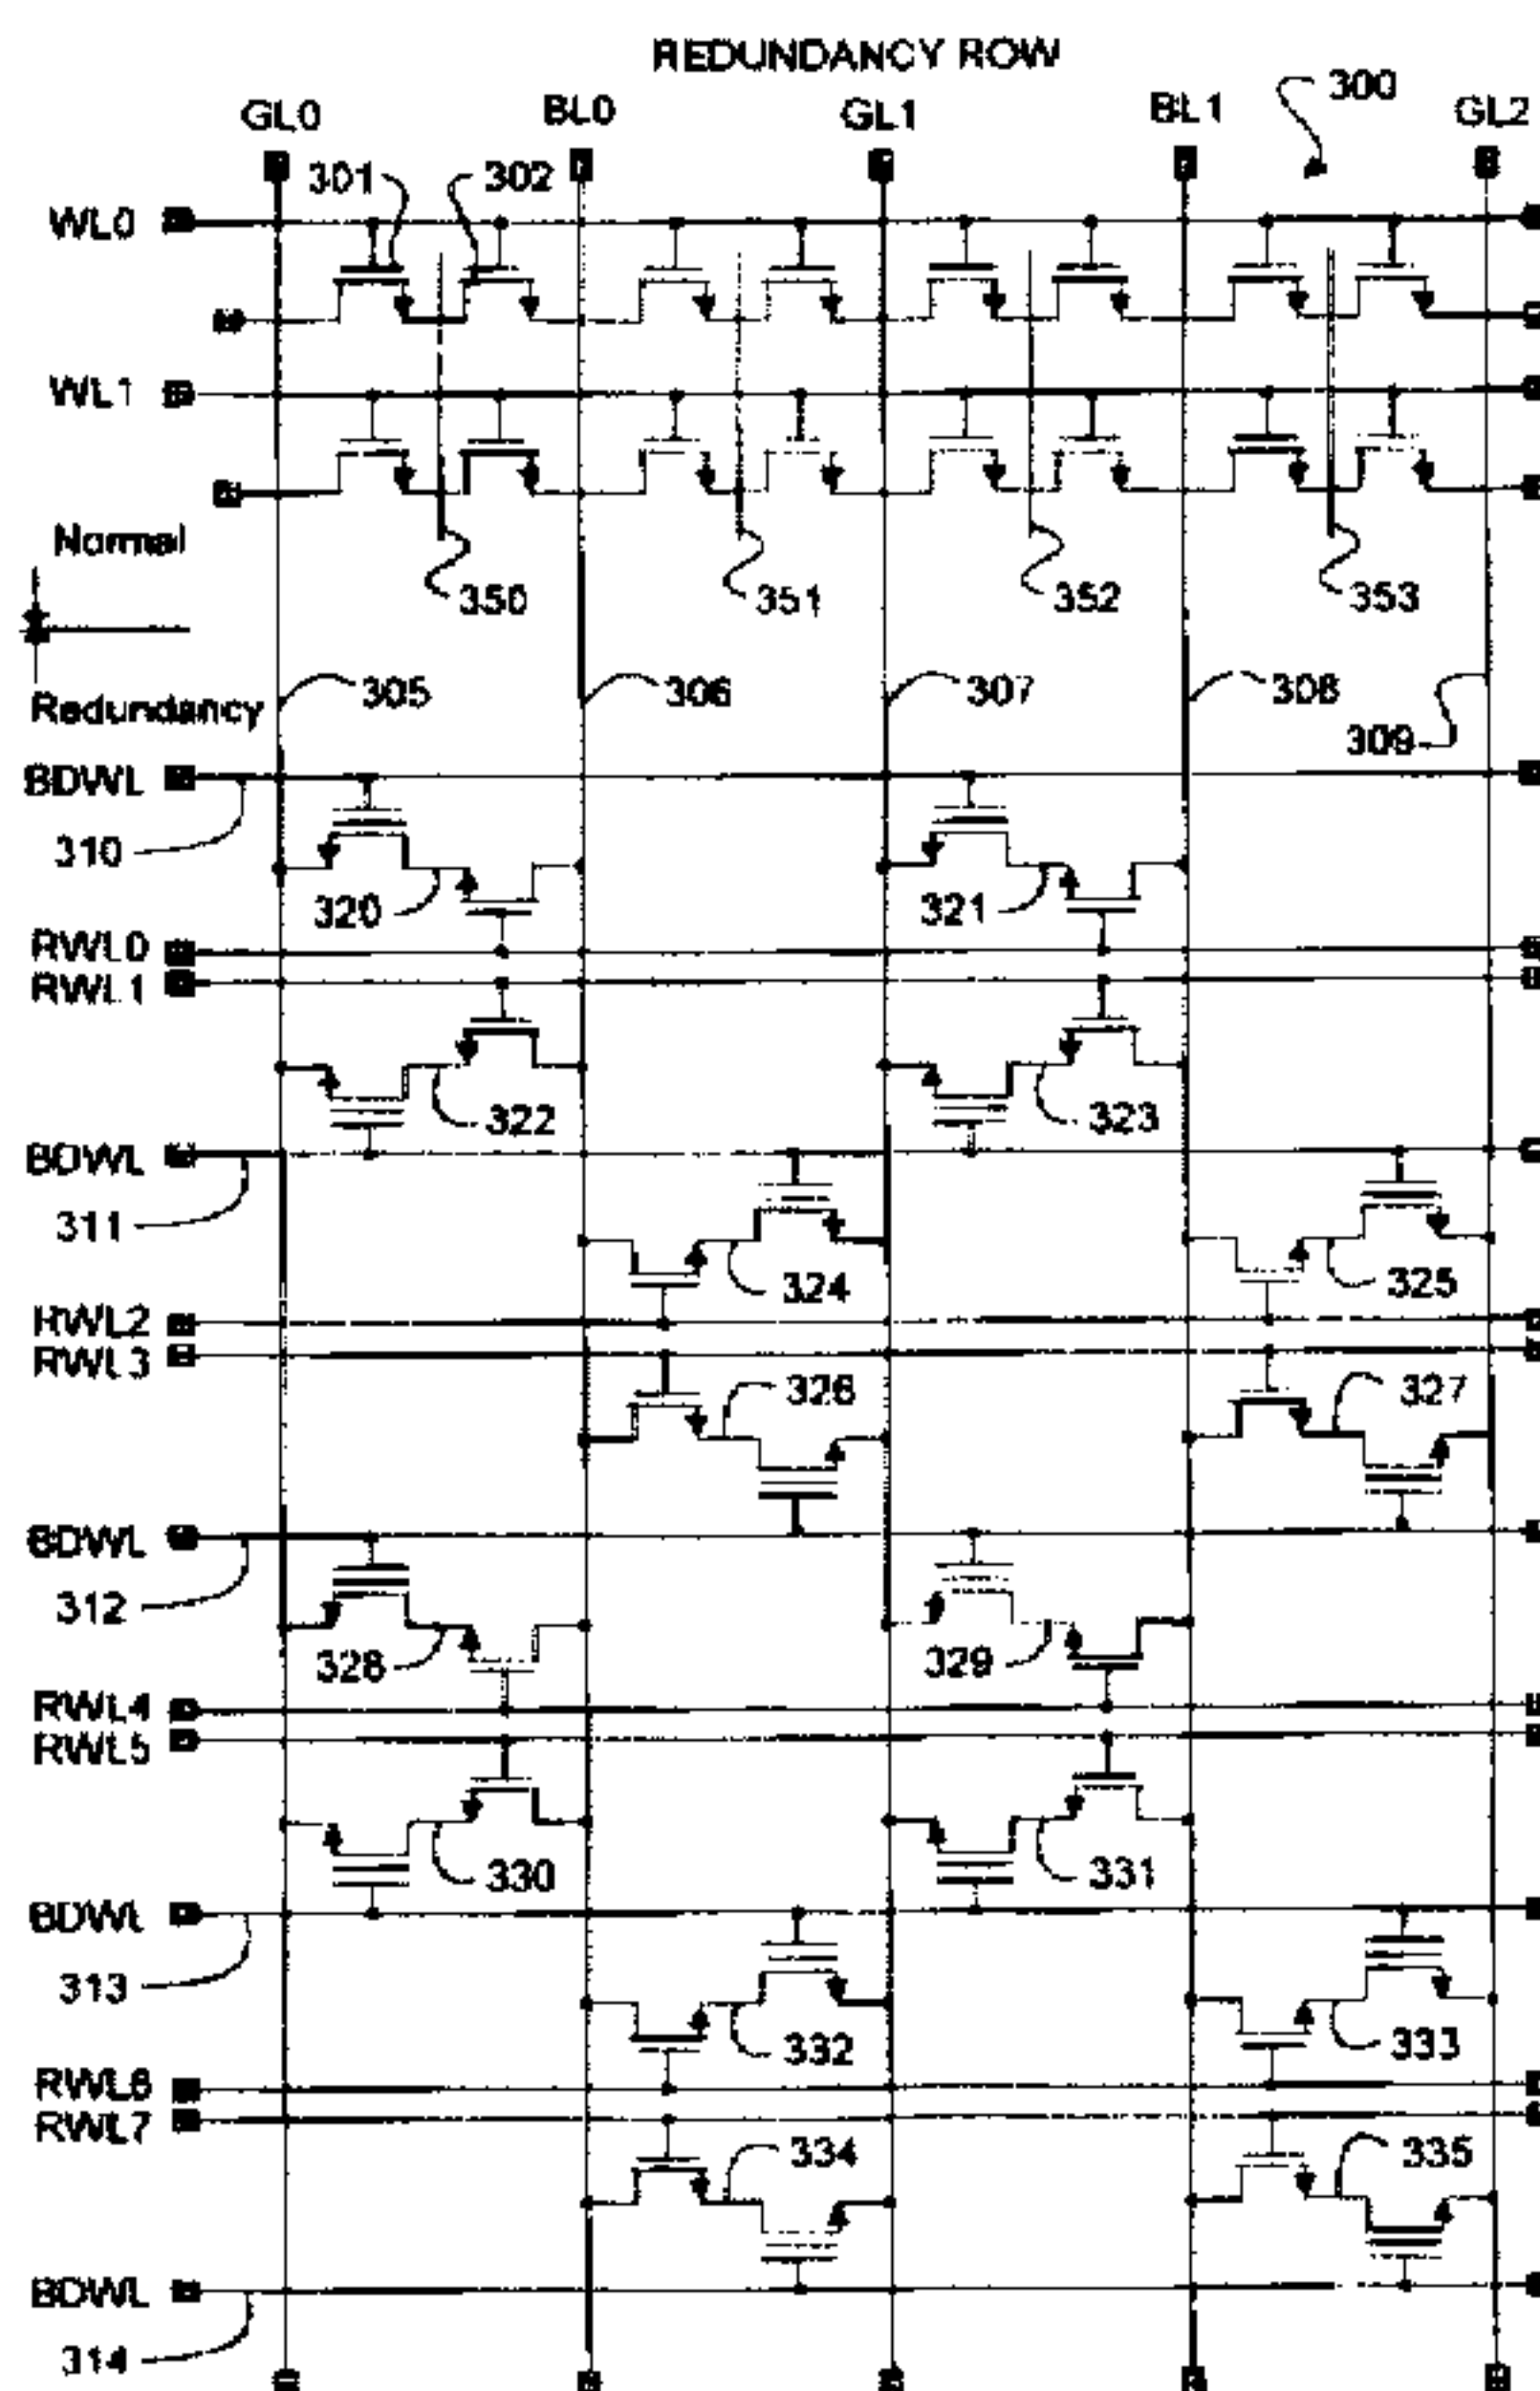 REDUNDANCY ROW
300
GL0 BL0 GL1 BL1 GL2
301 302
WL0
WL1
Normal
350 351 352 353
305 306 307 308
Redundancy
309
BDWL
310
320 321
RWL0
RWL1
322 323
BDWL
311
324 325
RWL2
RWL3
326 327
BDWL
312
328 329
RWL4
RWL5
330 331
BDWL
313
332 333
RWL6
RWL7
334 335
BDWL
314